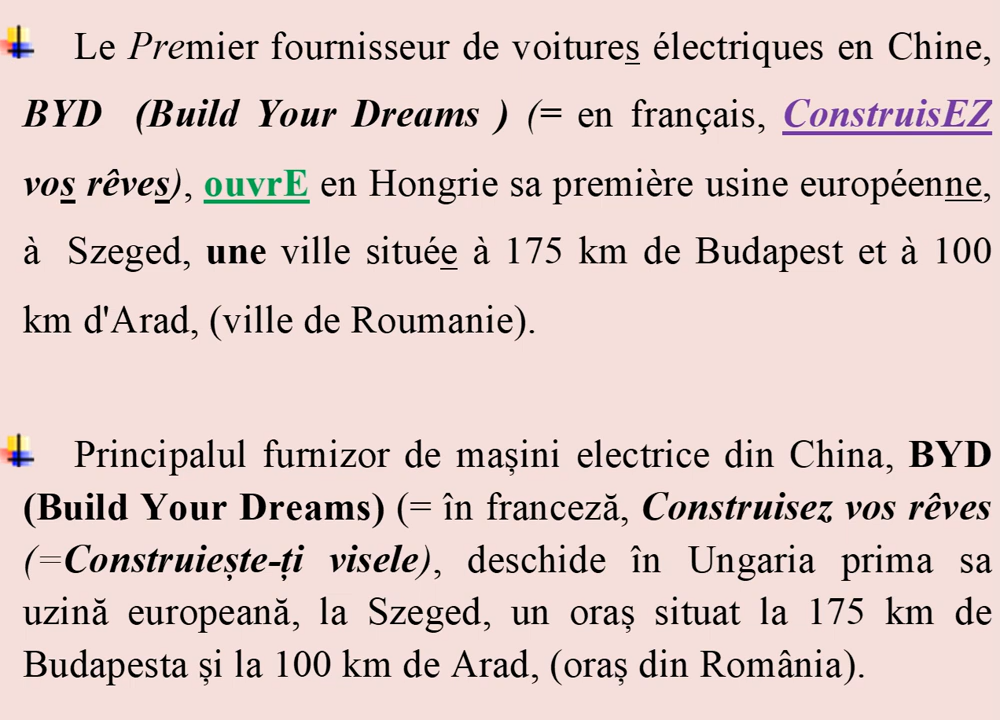 Le Premier fournisseur de voitures électriques en Chine,
BYD (Build Your Dreams ) (= en français, ConstruisEZ
vos rêves), ouvrE en Hongrie sa première usine européenne,
à Szeged, une ville située à 175 km de Budapest et à 100
km d'Arad, (ville de Roumanie).
Principalul furnizor de mașini electrice din China, BYD
(Build Your Dreams) (= în franceză, Construisez vos rêves
(=Construiește-ți visele), deschide în Ungaria prima sa
uzină europeană, la Szeged, un oraș situat la 175 km de
Budapesta și la 100 km de Arad, (oraș din România).